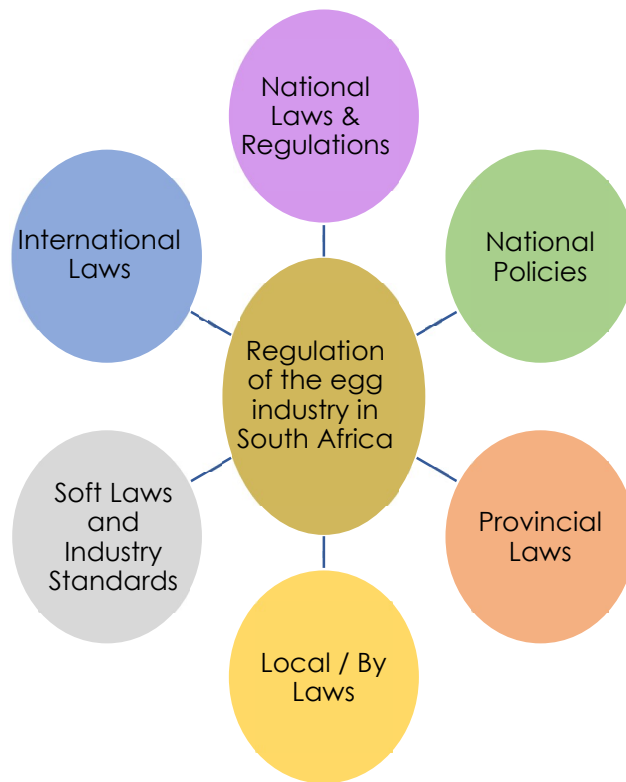 National
Laws &
Regulations
International
Laws
National
Policies
Regulation
of the egg
industry in
South Africa
Soft Laws
and
Industry
Standards
Provincial
Laws
Local / By
Laws